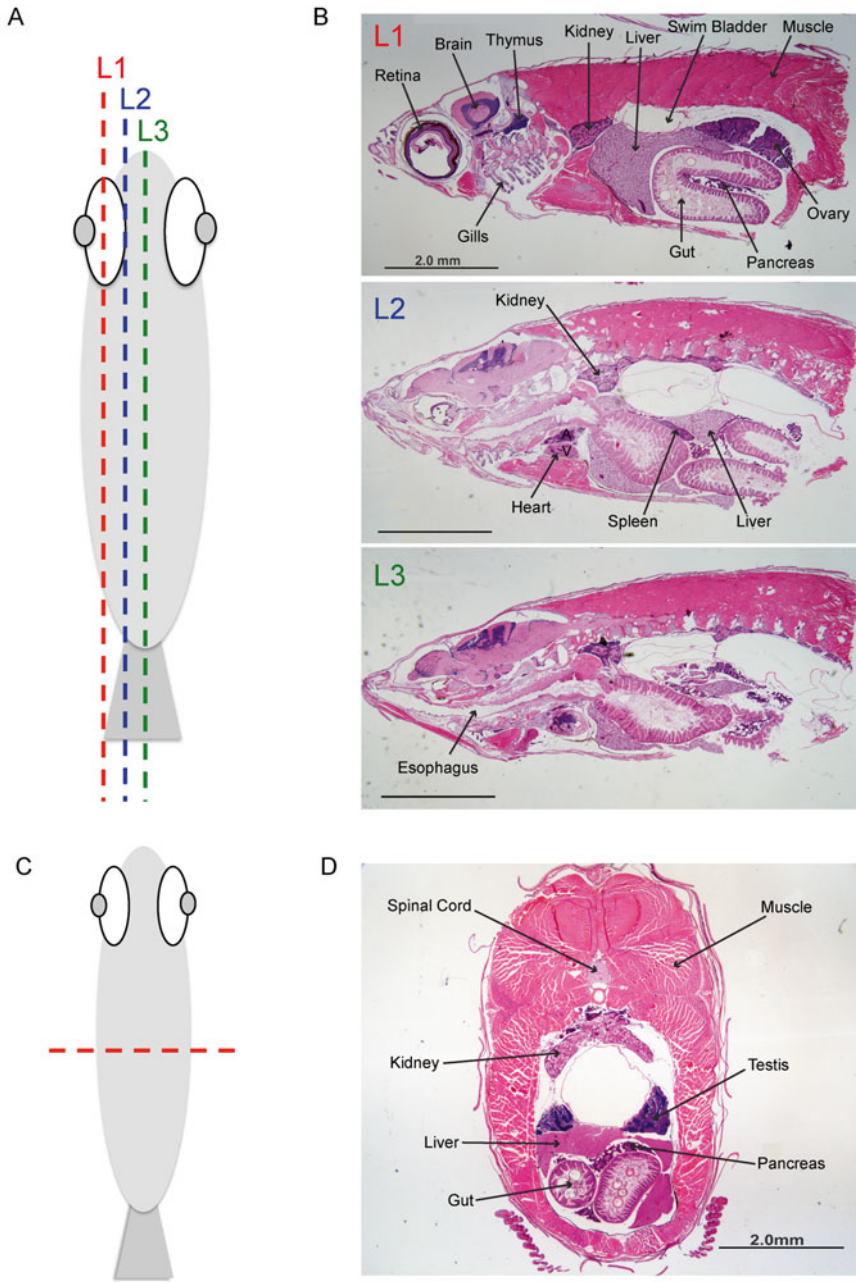 A
L1
L2
L3
B
L1
Retina
Brain
Thymus
Kidney
Liver
Swim Bladder
Muscle
Gills
Gut
Pancreas
Ovary
2.0 mm
L2
Kidney
A
V
Heart
Spleen
Liver
L3
Esophagus
C
D
Spinal Cord
Muscle
Kidney
Testis
Liver
Pancreas
Gut
2.0mm